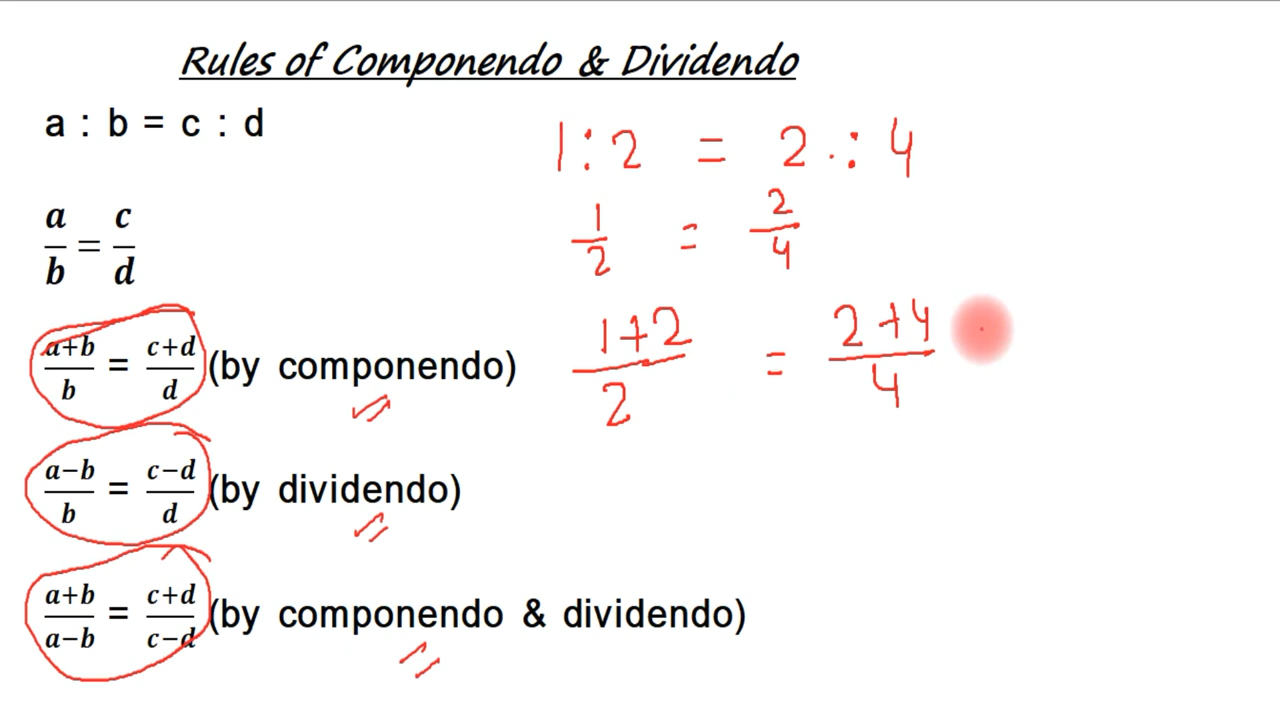 Rules of Componendo & Dividendo
a : b = c : d
1 : 2 = 2 : 4
a/b = c/d
1/2 = 2/4
a+b/b = c+d/d (by componendo)
1+2/2 = 2+4/4
a−b/b = c−d/d (by dividendo)
a+b/a−b = c+d/c−d (by componendo & dividendo)